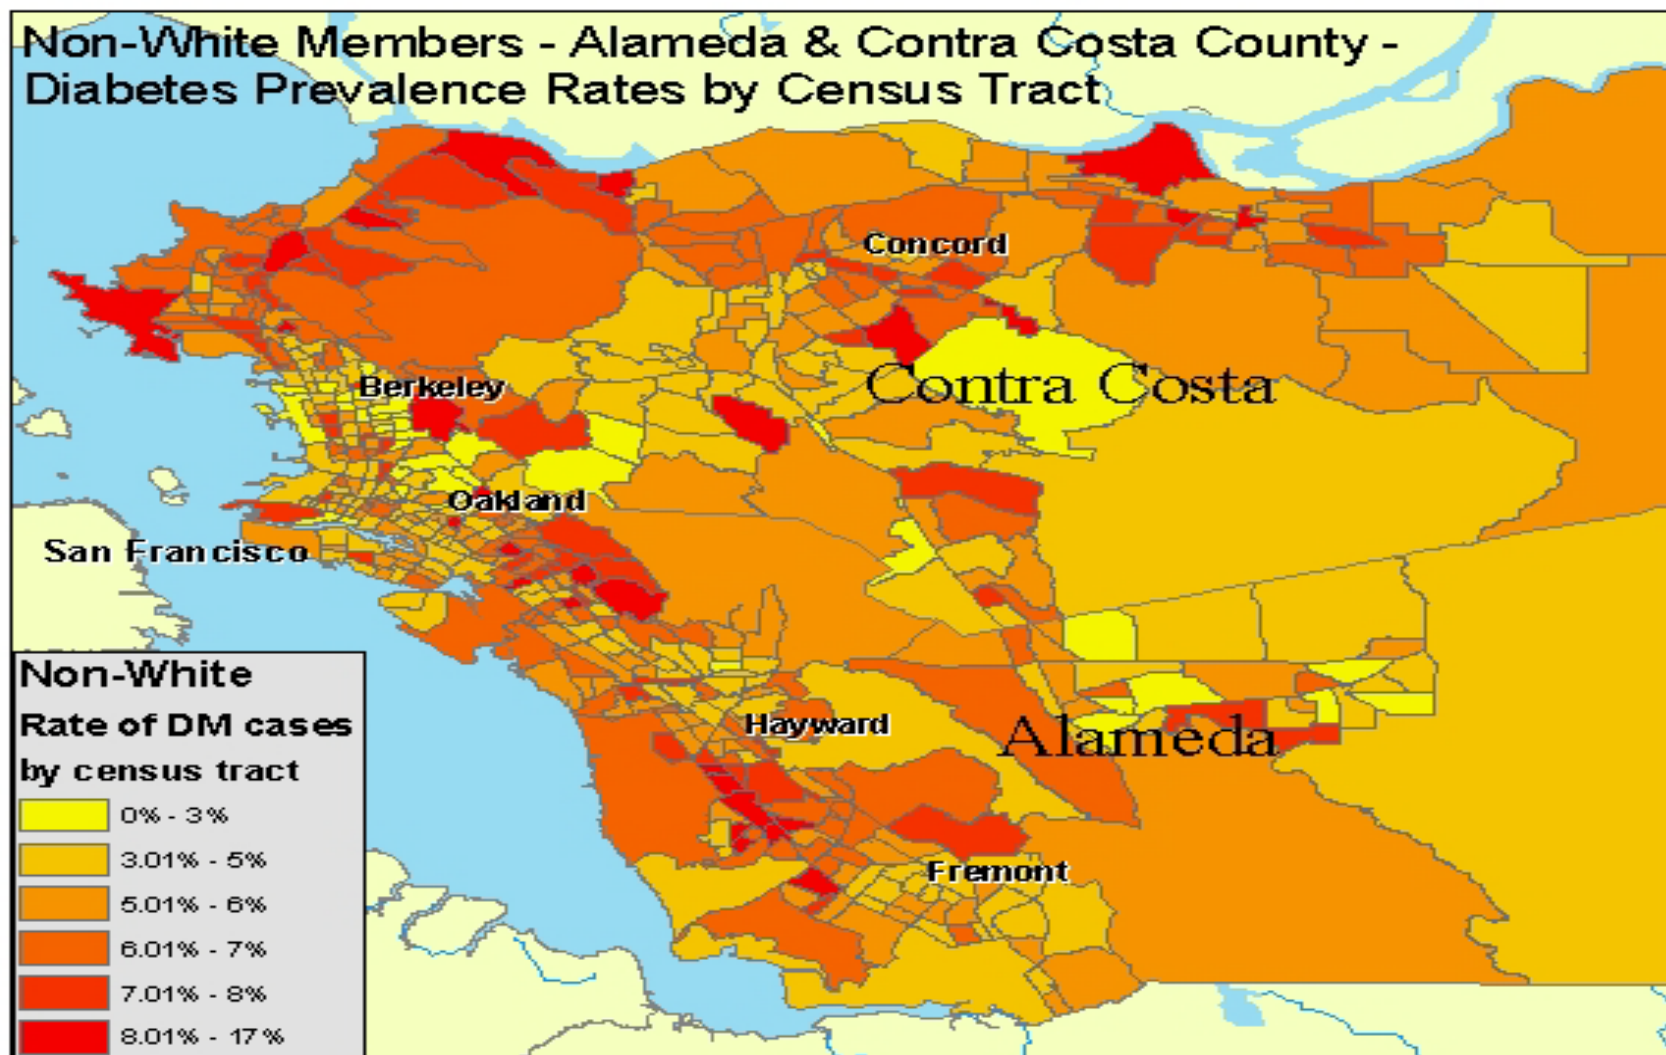 Non-White Members - Alameda & Contra Costa County -
Diabetes Prevalence Rates by Census Tract
Concord
Contra Costa
Berkeley
Oakland
San Francisco
Hayward
Alameda
Fremont
Non-White
Rate of DM cases
by census tract
0% - 3%
3.01% - 5%
5.01% - 6%
6.01% - 7%
7.01% - 8%
8.01% - 17%